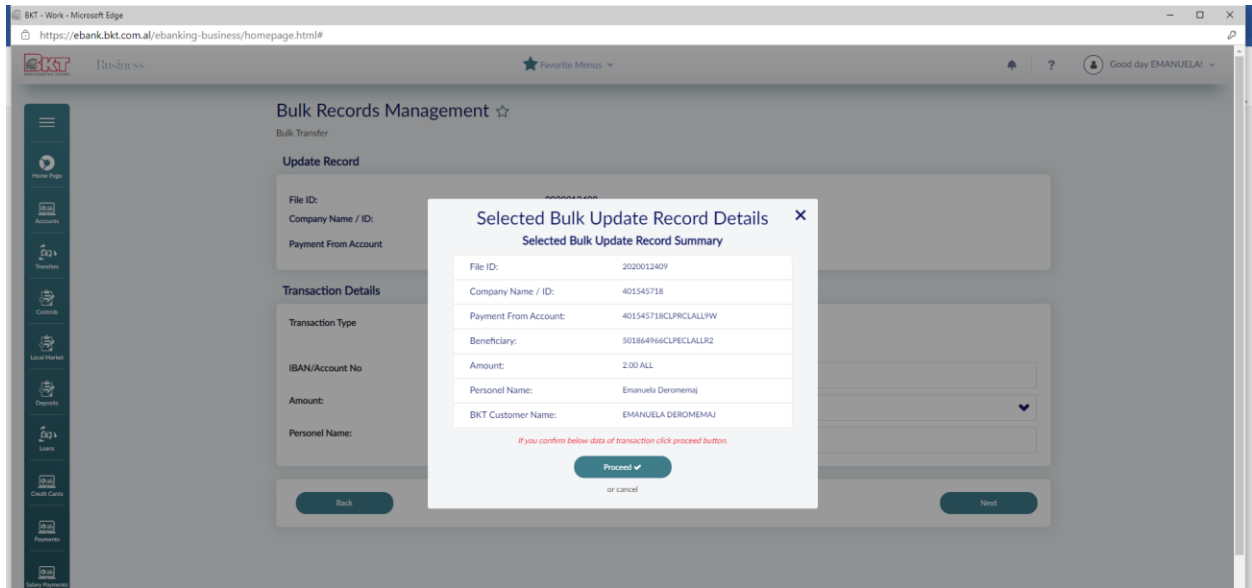 BKT - Work - Microsoft Edge
https://ebank.bkt.com.al/ebanking-business/homepage.html#
BKT Business Favorite Menus ? Good day EMANUELA!
Bulk Records Management
Bulk Transfer
Update Record
File ID: 2020012409
Company Name / ID:
Payment From Account
Transaction Details
Transaction Type
IBAN/Account No
Amount:
Personel Name:
Back
Next
Home Page
Accounts
Transfers
Controls
Local Market
Deposits
Loans
Credit Cards
Payments
Salary Payments
Selected Bulk Update Record Details
Selected Bulk Update Record Summary
File ID: 2020012409
Company Name / ID: 401545718
Payment From Account: 401545718CLPRCLALL9W
Beneficiary: 501864966CLPECLALLR2
Amount: 2.00 ALL
Personel Name: Emanuela Deromemaj
BKT Customer Name: EMANUELA DEROMEMAJ
If you confirm below data of transaction click proceed button.
Proceed
or cancel